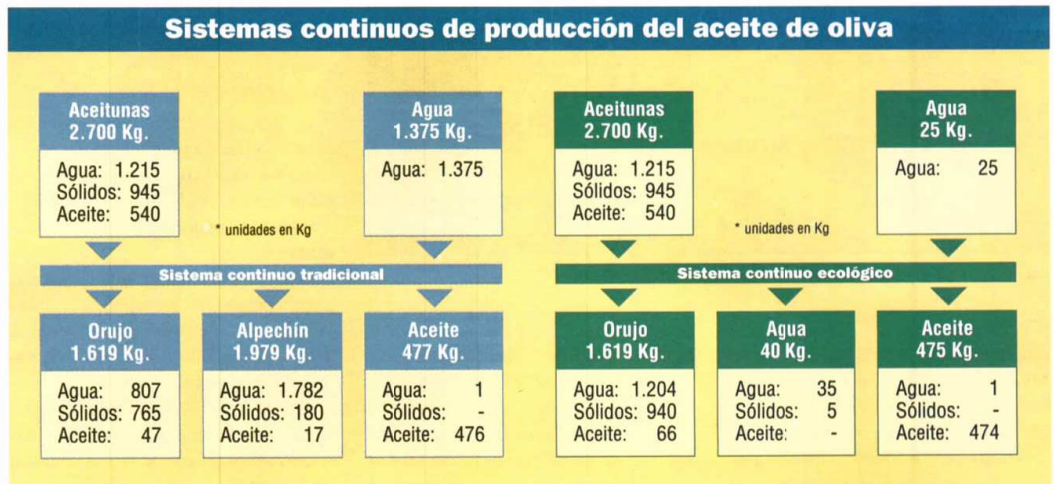 Sistemas continuos de producción del aceite de oliva
Aceitunas
2.700 Kg.
Agua: 1.215
Sólidos: 945
Aceite: 540
Agua
1.375 Kg.
Agua: 1.375
* unidades en Kg
Sistema continuo tradicional
Orujo
1.619 Kg.
Agua: 807
Sólidos: 765
Aceite: 47
Alpechín
1.979 Kg.
Agua: 1.782
Sólidos: 180
Aceite: 17
Aceite
477 Kg.
Agua: 1
Sólidos: -
Aceite: 476
Aceitunas
2.700 Kg.
Agua: 1.215
Sólidos: 945
Aceite: 540
Agua
25 Kg.
Agua: 25
* unidades en Kg
Sistema continuo ecológico
Orujo
1.619 Kg.
Agua: 1.204
Sólidos: 940
Aceite: 66
Agua
40 Kg.
Agua: 35
Sólidos: 5
Aceite: -
Aceite
475 Kg.
Agua: 1
Sólidos: -
Aceite: 474